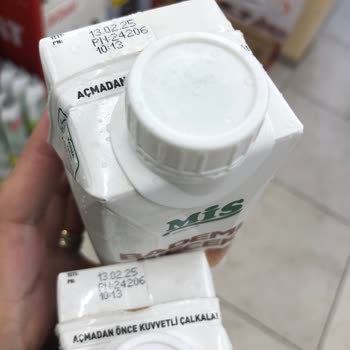 13.02.25
PN:24206
10:13
AÇMADAN
MİS
BADEM
13.02.25
PN:24206
10:13
AÇMADAN ÖNCE KUVVETLİ ÇALKALA